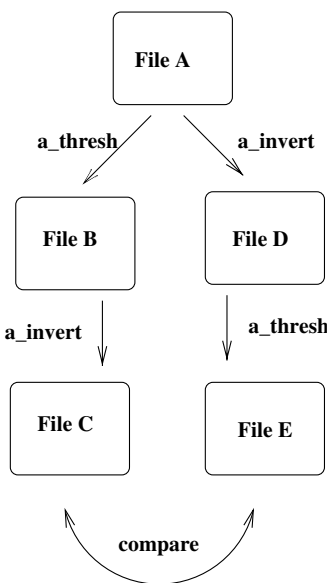 File A
a_thresh
a_invert
File B
File D
a_invert
a_thresh
File C
File E
compare